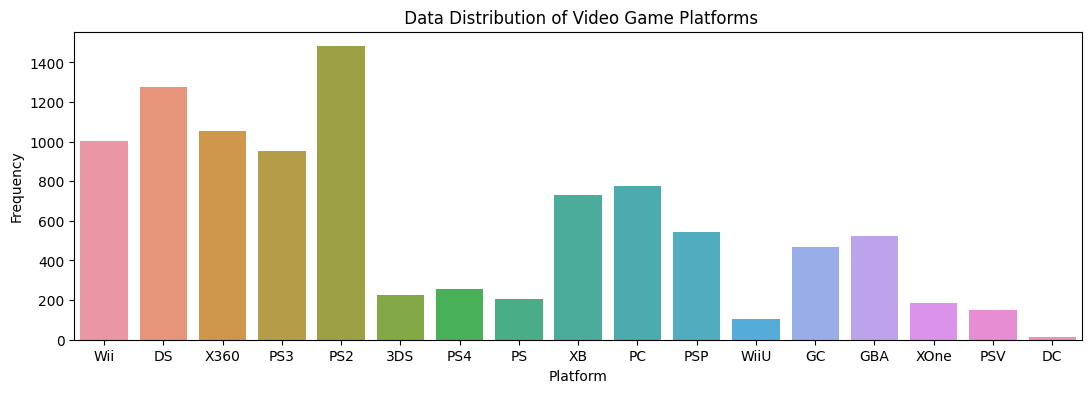 Data Distribution of Video Game Platforms
Frequency
1400
1200
1000
800
600
400
200
0
Wii DS X360 PS3 PS2 3DS PS4 PS XB PC PSP WiiU GC GBA XOne PSV DC
Platform